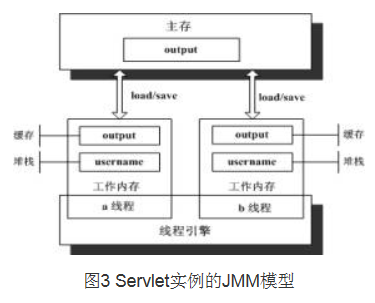 主存
output
load/save
load/save
缓存
output
output
缓存
堆栈
username
username
堆栈
工作内存
工作内存
a 线程
b 线程
线程引擎
图3 Servlet实例的JMM模型